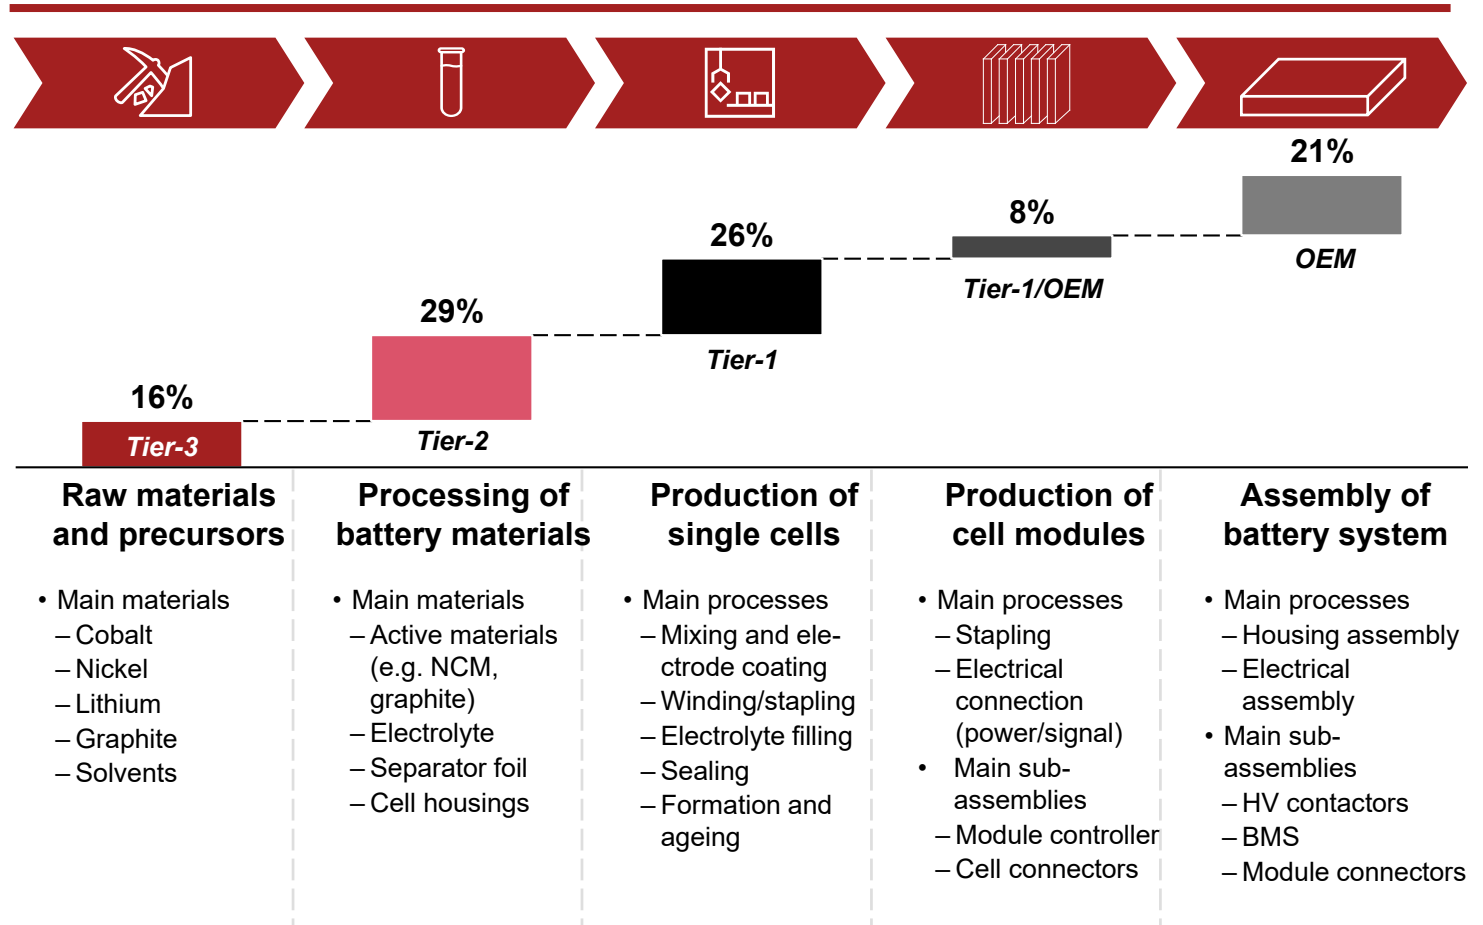 16%
Tier-3
29%
Tier-2
26%
Tier-1
8%
Tier-1/OEM
21%
OEM
Raw materials
and precursors
• Main materials
– Cobalt
– Nickel
– Lithium
– Graphite
– Solvents
Processing of
battery materials
• Main materials
– Active materials
(e.g. NCM,
graphite)
– Electrolyte
– Separator foil
– Cell housings
Production of
single cells
• Main processes
– Mixing and ele-
ctrode coating
– Winding/stapling
– Electrolyte filling
– Sealing
– Formation and
ageing
Production of
cell modules
• Main processes
– Stapling
– Electrical
connection
(power/signal)
• Main sub-
assemblies
– Module controller
– Cell connectors
Assembly of
battery system
• Main processes
– Housing assembly
– Electrical
assembly
• Main sub-
assemblies
– HV contactors
– BMS
– Module connectors